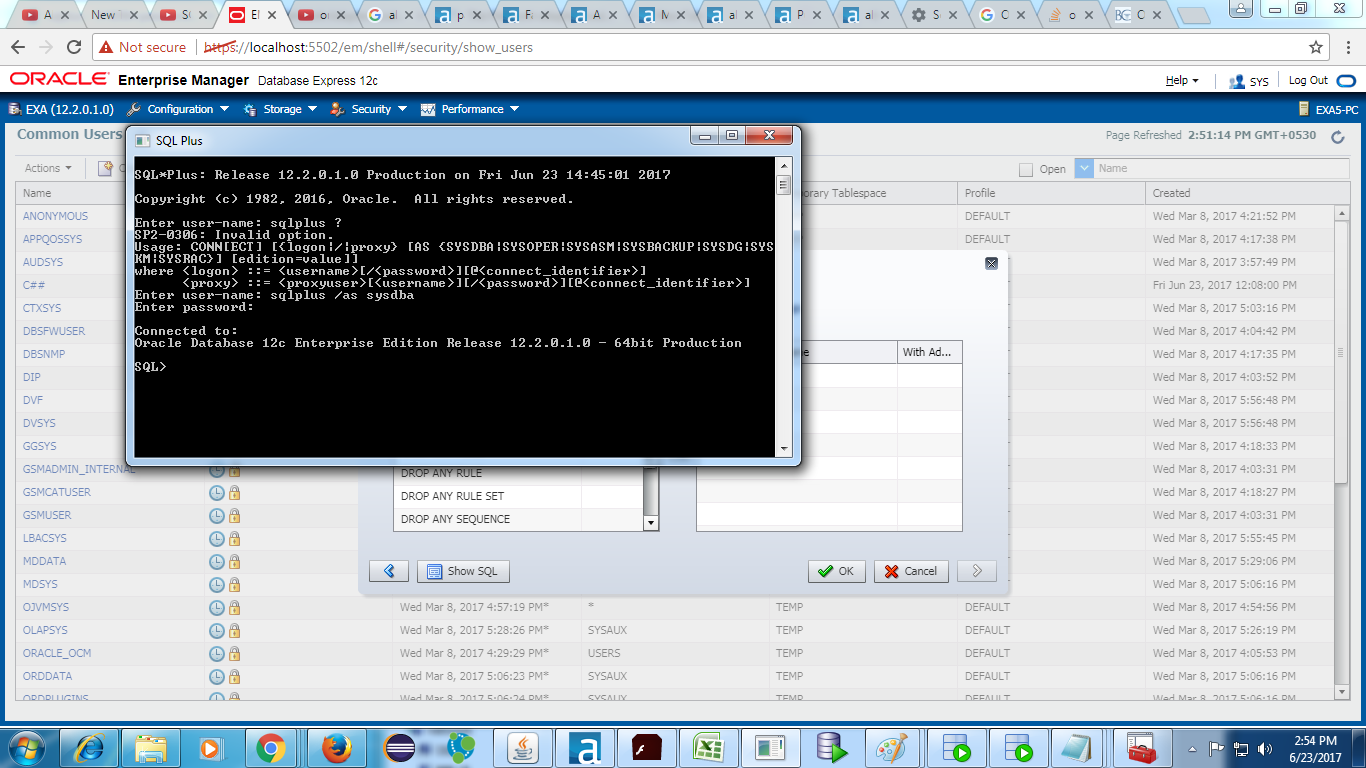 Not secure https://localhost:5502/em/shell#/security/show_users
ORACLE Enterprise Manager Database Express 12c
Help
SYS
Log Out
EXA (12.2.0.1.0) Configuration Storage Security Performance EXA5-PC
Common Users
Page Refreshed 2:51:14 PM GMT+0530
Actions
Open
Name
Name
Tablespace Profile Created
SQL Plus
SQL*Plus: Release 12.2.0.1.0 Production on Fri Jun 23 14:45:01 2017
Copyright (c) 1982, 2016, Oracle. All rights reserved.
Enter user-name: sqlplus ?
SP2-0306: Invalid option.
Usage: CONN[ECT] [{logon|/|proxy} [AS {SYSDBA|SYSOPER|SYSASM|SYSBACKUP|SYSDG|SYS
KM|SYSRAC}] [edition=value]]
where <logon> ::= <username>[/<password>][@<connect_identifier>]
<proxy> ::= <proxyuser>[<username>][/<password>][@<connect_identifier>]
Enter user-name: sqlplus /as sysdba
Enter password:
Connected to:
Oracle Database 12c Enterprise Edition Release 12.2.0.1.0 - 64bit Production
SQL>
ANONYMOUS DEFAULT Wed Mar 8, 2017 4:21:52 PM
APPQOSSYS DEFAULT Wed Mar 8, 2017 4:17:38 PM
AUDSYS Wed Mar 8, 2017 3:57:49 PM
C## Fri Jun 23, 2017 12:08:00 PM
CTXSYS Wed Mar 8, 2017 5:03:16 PM
DBSFWUSER Wed Mar 8, 2017 4:04:42 PM
DBSNMP Wed Mar 8, 2017 4:17:35 PM
With Ad...
DIP Wed Mar 8, 2017 4:03:52 PM
DVF Wed Mar 8, 2017 5:56:48 PM
DVSYS Wed Mar 8, 2017 5:56:48 PM
GGSYS Wed Mar 8, 2017 4:18:33 PM
GSMADMIN_INTERNAL Wed Mar 8, 2017 4:03:31 PM
DROP ANY RULE
GSMCATUSER Wed Mar 8, 2017 4:18:27 PM
DROP ANY RULE SET
GSMUSER Wed Mar 8, 2017 4:03:31 PM
DROP ANY SEQUENCE
LBACSYS Wed Mar 8, 2017 5:55:45 PM
MDDATA Wed Mar 8, 2017 5:29:06 PM
Show SQL OK Cancel
MDSYS Wed Mar 8, 2017 5:06:16 PM
OJVMSYS Wed Mar 8, 2017 4:57:19 PM* * TEMP DEFAULT Wed Mar 8, 2017 4:54:56 PM
OLAPSYS Wed Mar 8, 2017 5:28:26 PM* SYSAUX TEMP DEFAULT Wed Mar 8, 2017 5:26:19 PM
ORACLE_OCM Wed Mar 8, 2017 4:29:29 PM* USERS TEMP DEFAULT Wed Mar 8, 2017 4:05:53 PM
ORDDATA Wed Mar 8, 2017 5:06:23 PM* SYSAUX TEMP DEFAULT Wed Mar 8, 2017 5:06:16 PM
ORDPLUGINS Wed Mar 8, 2017 5:06:24 PM* SYSAUX TEMP DEFAULT Wed Mar 8, 2017 5:06:16 PM
2:54 PM
6/23/2017